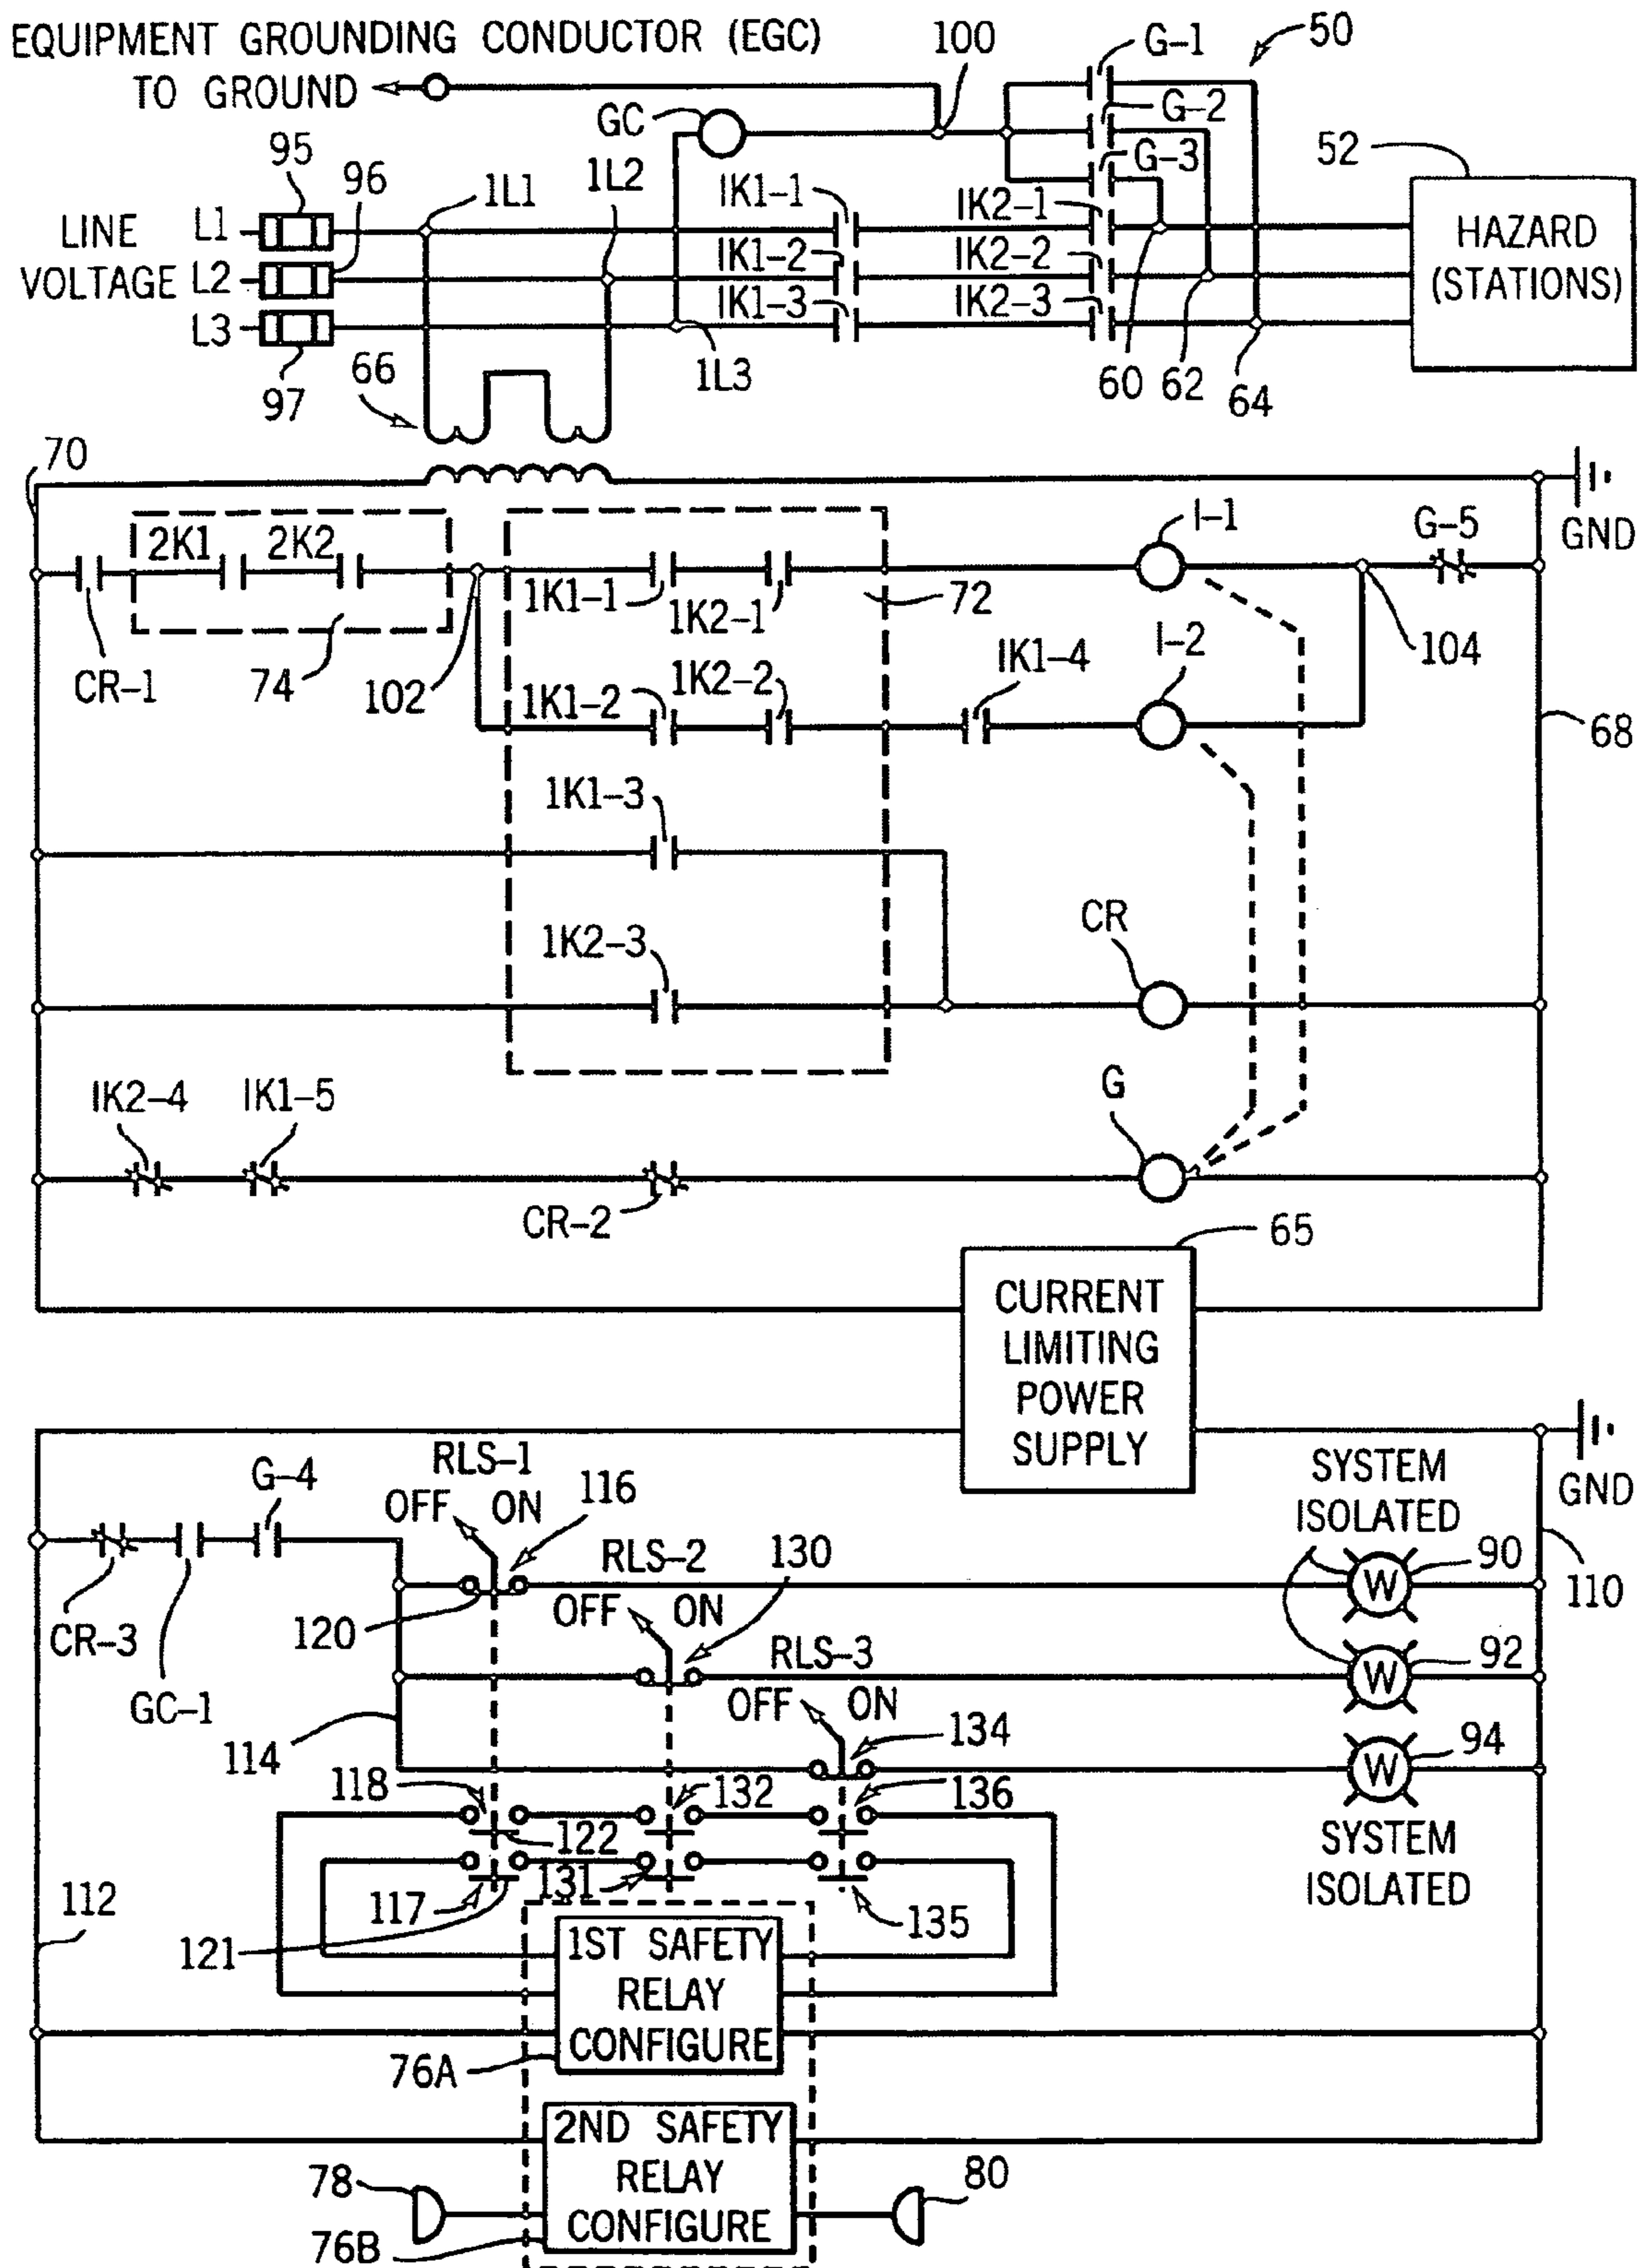 EQUIPMENT GROUNDING CONDUCTOR (EGC)
TO GROUND
100
G-1
50
GC
G-2
G-3
52
95
96
1L1
1L2
IK1-1
IK2-1
LINE
VOLTAGE
L1
L2
L3
IK1-2
IK2-2
IK1-3
IK2-3
HAZARD
(STATIONS)
97
66
1L3
60
62
64
70
GND
2K1
2K2
I-1
G-5
1K1-1
1K2-1
72
CR-1
74
102
1K1-2
1K2-2
IK1-4
I-2
104
68
1K1-3
1K2-3
CR
IK2-4
IK1-5
G
CR-2
65
CURRENT
LIMITING
POWER
SUPPLY
GND
G-4
RLS-1
OFF ON
116
SYSTEM
ISOLATED
CR-3
GC-1
120
RLS-2
OFF ON
130
W
90
110
RLS-3
OFF ON
134
W
92
114
W
94
118
132
136
122
SYSTEM
ISOLATED
117
131
135
112
121
1ST SAFETY
RELAY
CONFIGURE
76A
2ND SAFETY
RELAY
CONFIGURE
78
80
76B